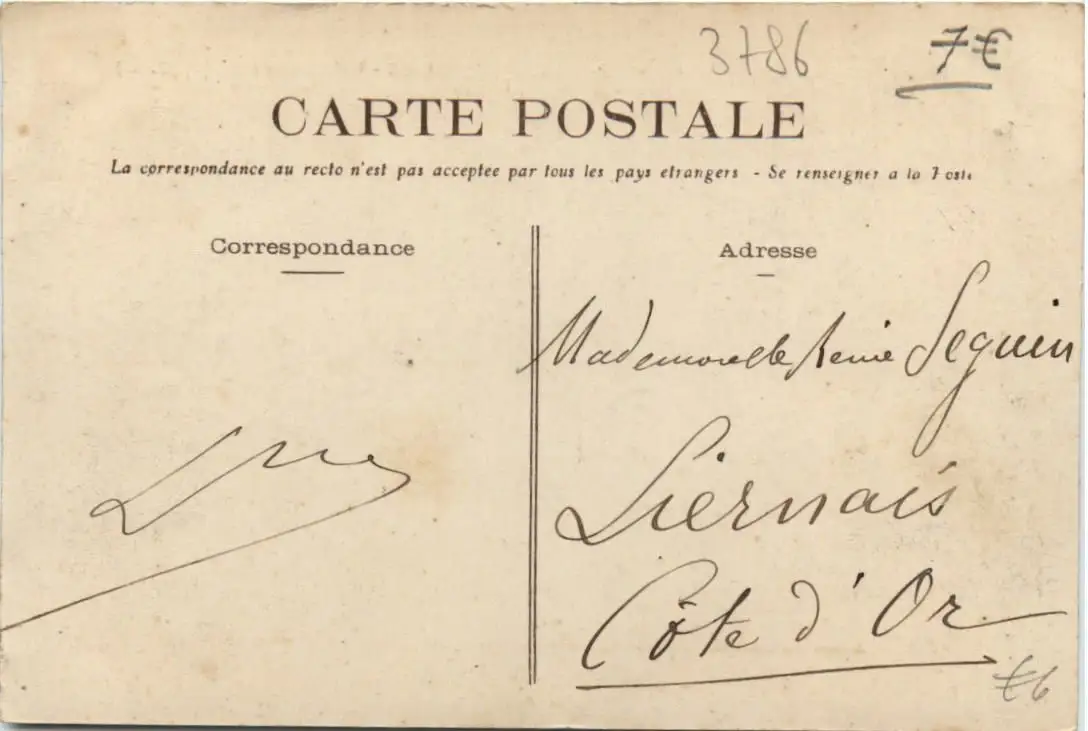 3786
7€
CARTE POSTALE
La correspondance au recto n'est pas acceptee par tous les pays etrangers - Se renseigner a la Poste
Correspondance
Adresse
Mademoiselle Seguin
Liernais
Côte d'Or
€6